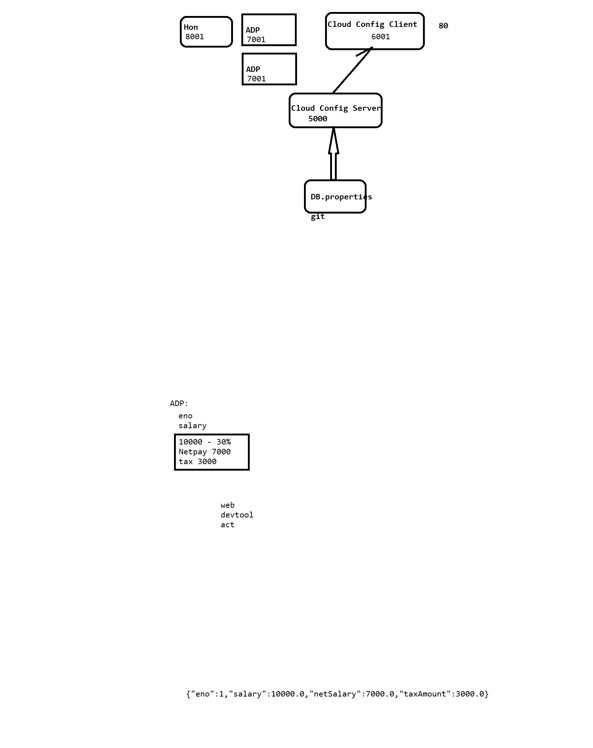 Hon
8001
ADP
7001
Cloud Config Client
6001
80
ADP
7001
Cloud Config Server
5000
DB.properties
git
ADP:
eno
salary
10000 - 30%
Netpay 7000
tax 3000
web
devtool
act
{"eno":1,"salary":10000.0,"netSalary":7000.0,"taxAmount":3000.0}